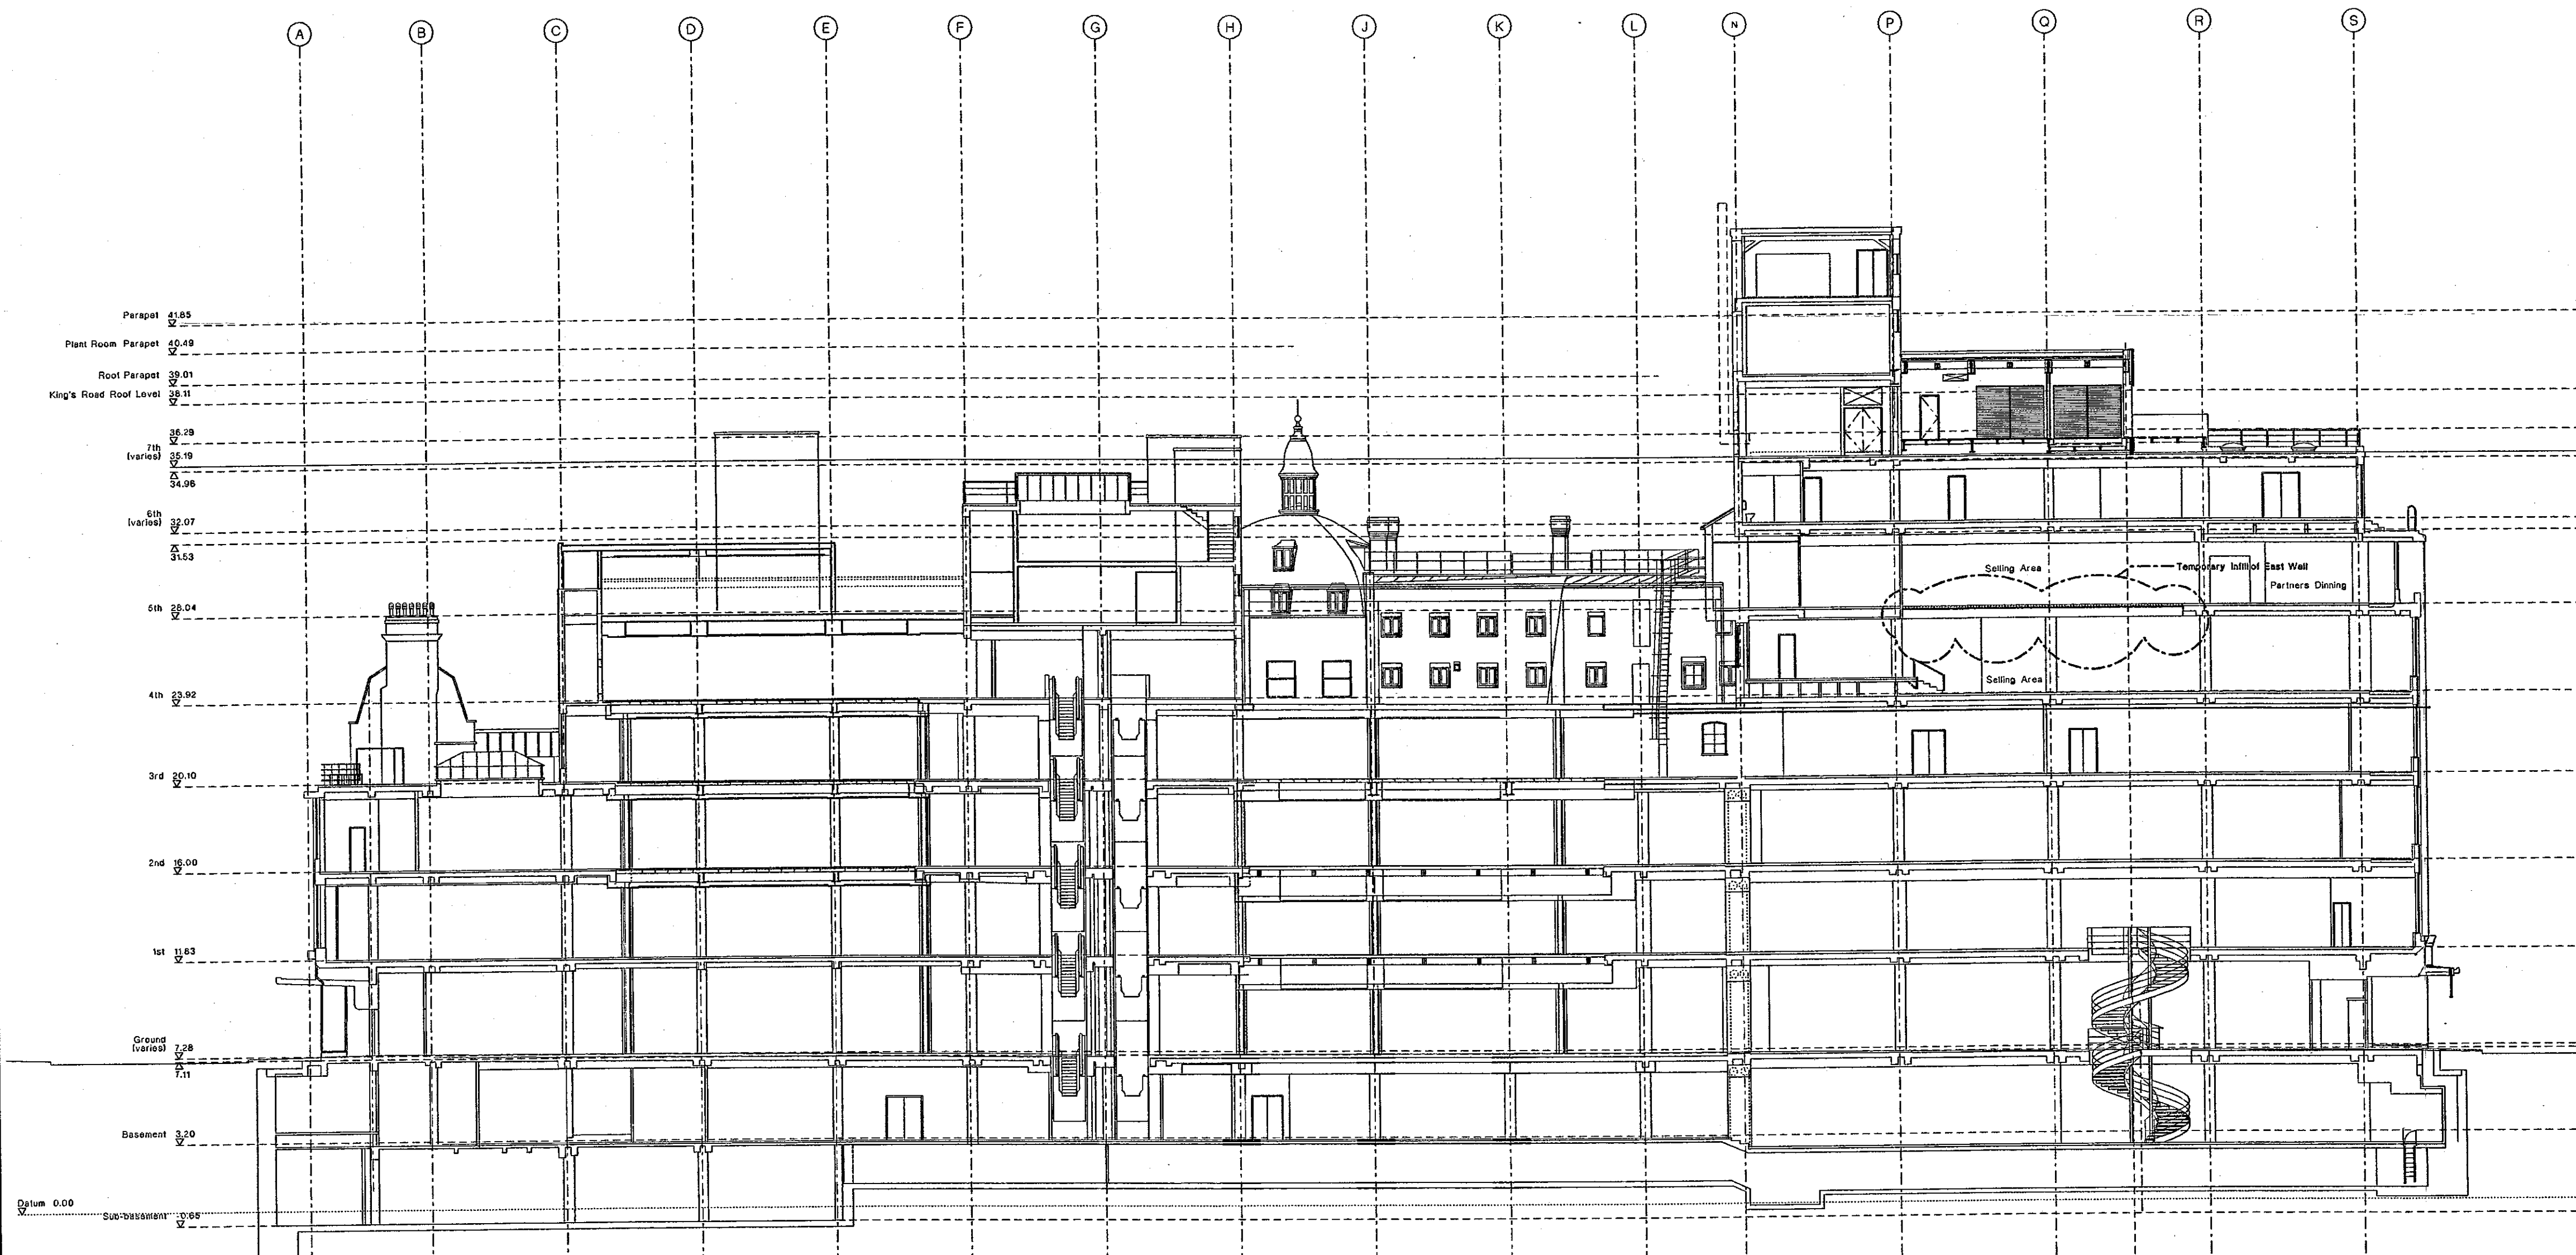 A B C D E F G H J K L N P Q R S
Parapet 41.85
Plant Room Parapet 40.49
Roof Parapet 39.01
King's Road Roof Level 38.11
36.29
7th
(varies) 35.19
34.96
6th
(varies) 32.07
31.53
Selling Area
Temporary Infill of East Wall
Partners Dinning
5th 28.04
Selling Area
4th 23.92
3rd 20.10
2nd 16.00
1st 11.63
Ground
(varies) 7.28
7.11
Basement 3.20
Datum 0.00
Sub-basement -0.65